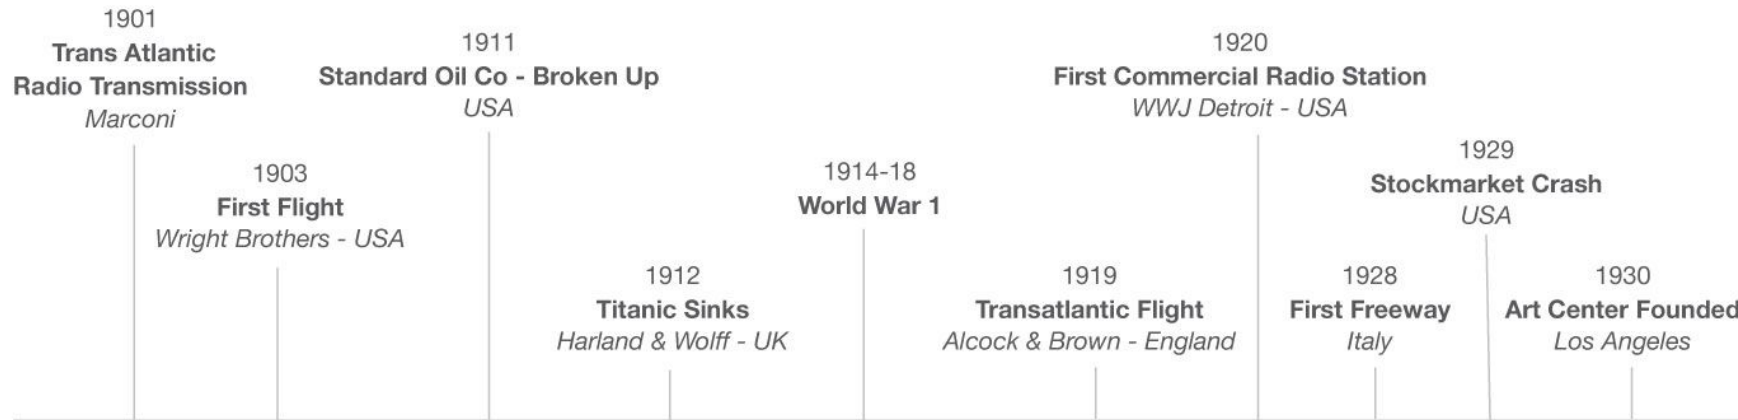 1901
Trans Atlantic
Radio Transmission
Marconi
1903
First Flight
Wright Brothers - USA
1911
Standard Oil Co - Broken Up
USA
1912
Titanic Sinks
Harland & Wolff - UK
1914-18
World War 1
1919
Transatlantic Flight
Alcock & Brown - England
1920
First Commercial Radio Station
WWJ Detroit - USA
1928
First Freeway
Italy
1929
Stockmarket Crash
USA
1930
Art Center Founded
Los Angeles